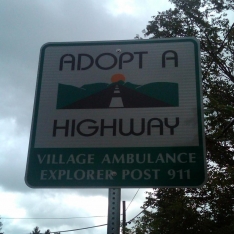 ADOPT A
HIGHWAY
VILLAGE AMBULANCE
EXPLORER POST 911